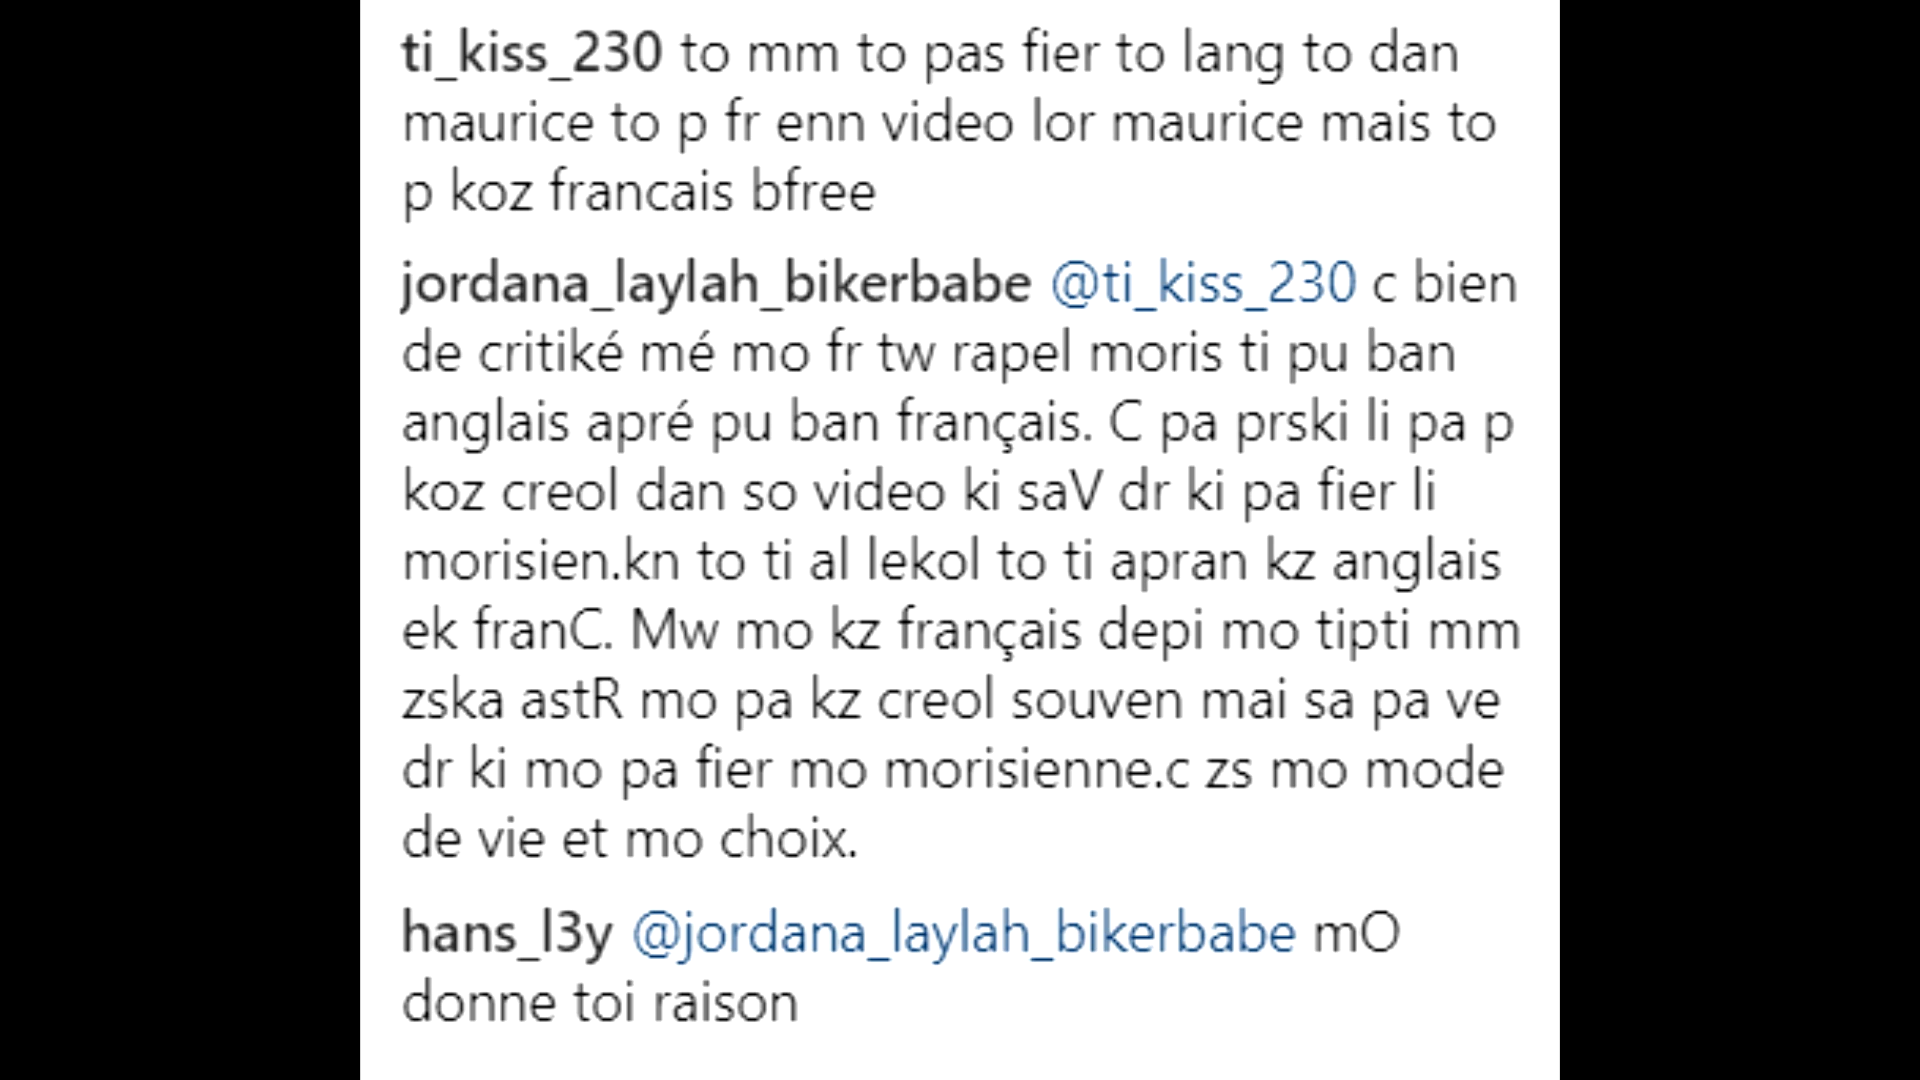 ti_kiss_230 to mm to pas fier to lang to dan
maurice to p fr enn video lor maurice mais to
p koz francais bfree
jordana_laylah_bikerbabe @ti_kiss_230 c bien
de critiké mé mo fr tw rapel moris ti pu ban
anglais apré pu ban français. C pa prski li pa p
koz creol dan so video ki saV dr ki pa fier li
morisien.kn to ti al lekol to ti apran kz anglais
ek franC. Mw mo kz français depi mo tipti mm
zska astR mo pa kz creol souven mai sa pa ve
dr ki mo pa fier mo morisienne.c zs mo mode
de vie et mo choix.
hans_l3y @jordana_laylah_bikerbabe mO
donne toi raison